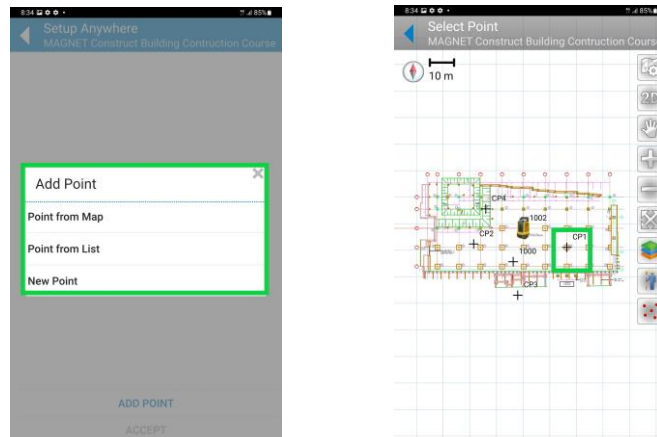 8:34
85%
Setup Anywhere
MAGNET Construct Building Contruction Course
Add Point
Point from Map
Point from List
New Point
ADD POINT
ACCEPT
8:34
85%
Select Point
MAGNET Construct Building Contruction Course
10 m
2D
CP4
1002
CP2
CP1
1000
CP3